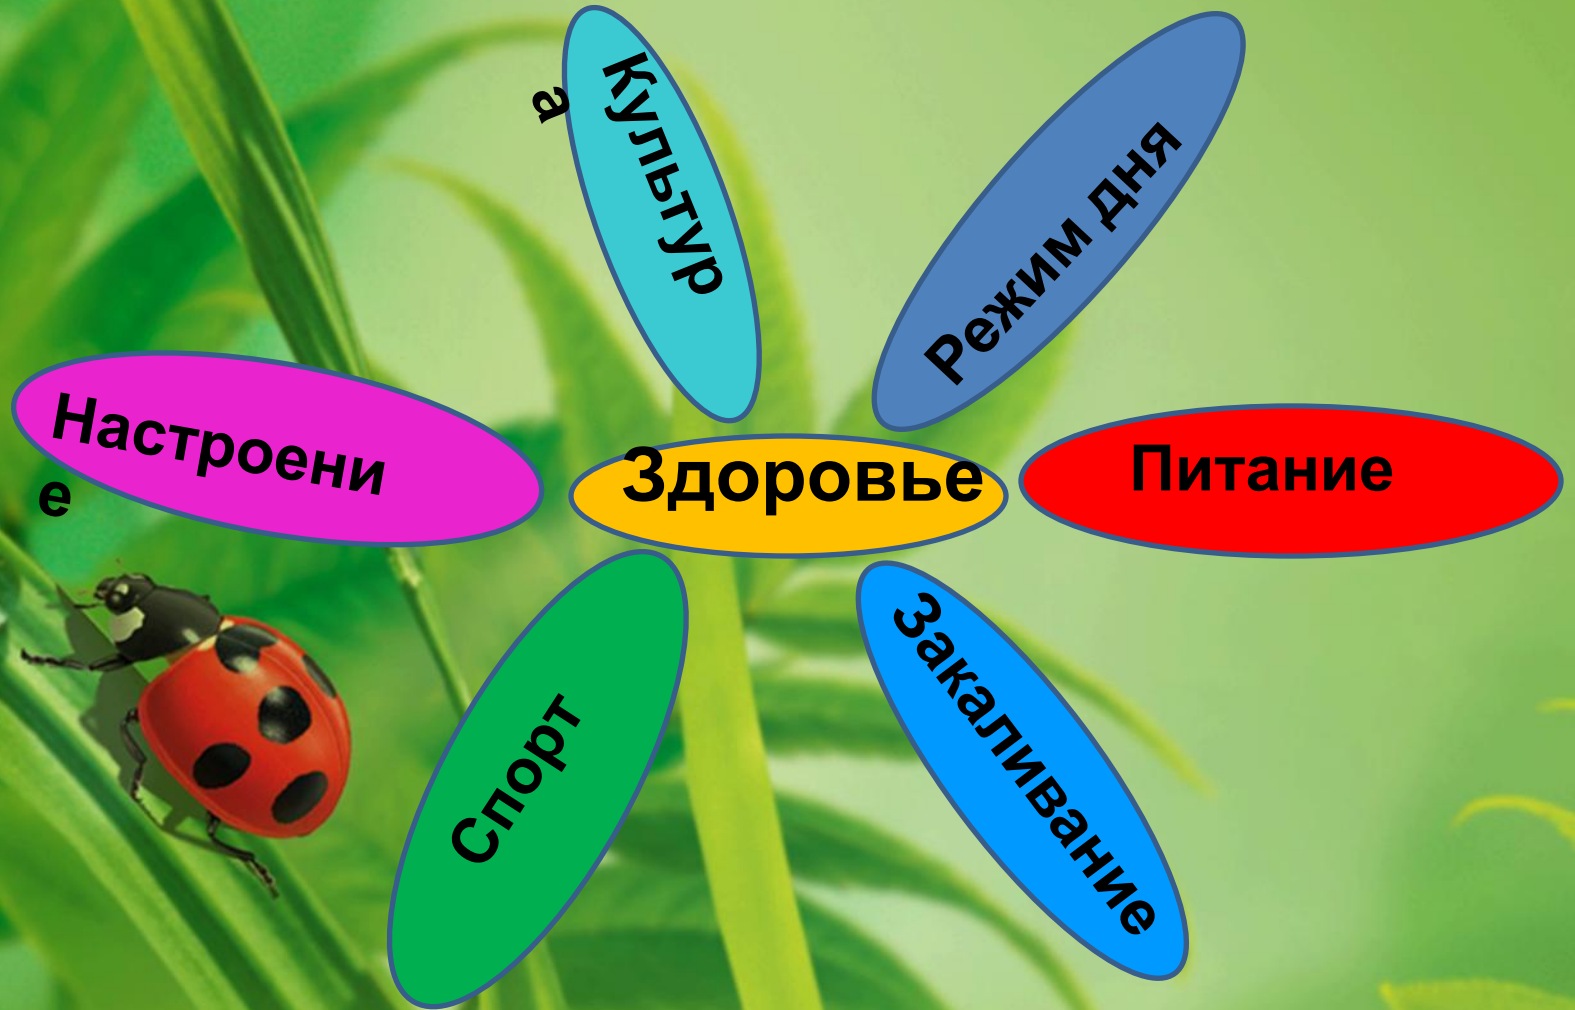 Культур
а
Режим дня
Настроени
е
Здоровье
Питание
Спорт
Закаливание